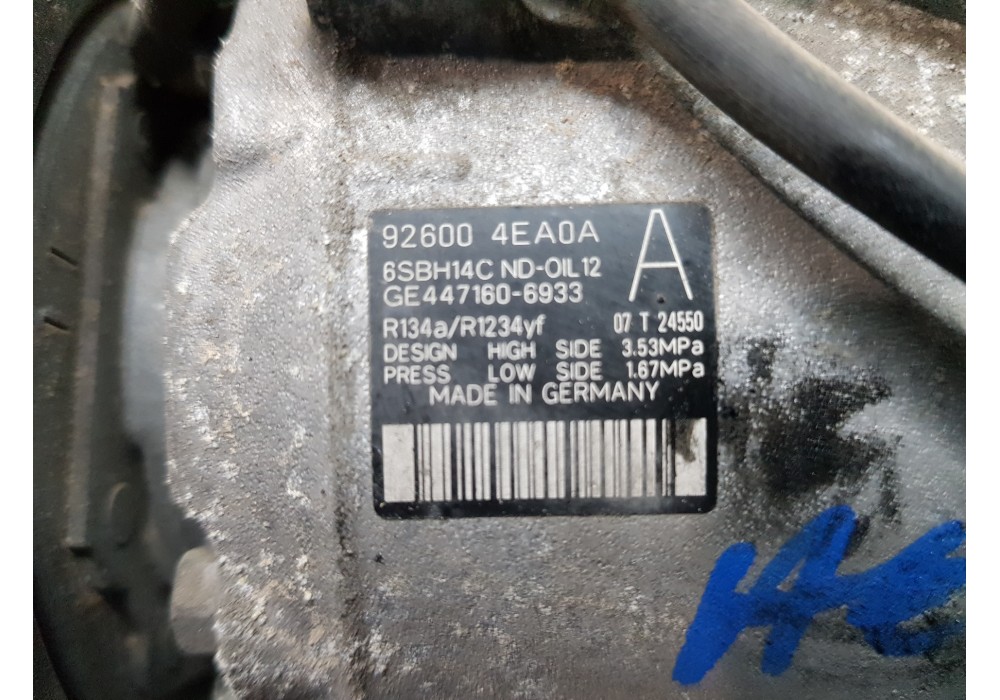 92600 4EA0A A
6SBH14C ND-OIL12
GE447160-6933
R134a/R1234yf 07 T 24550
DESIGN HIGH SIDE 3.53MPa
PRESS LOW SIDE 1.67MPa
MADE IN GERMANY